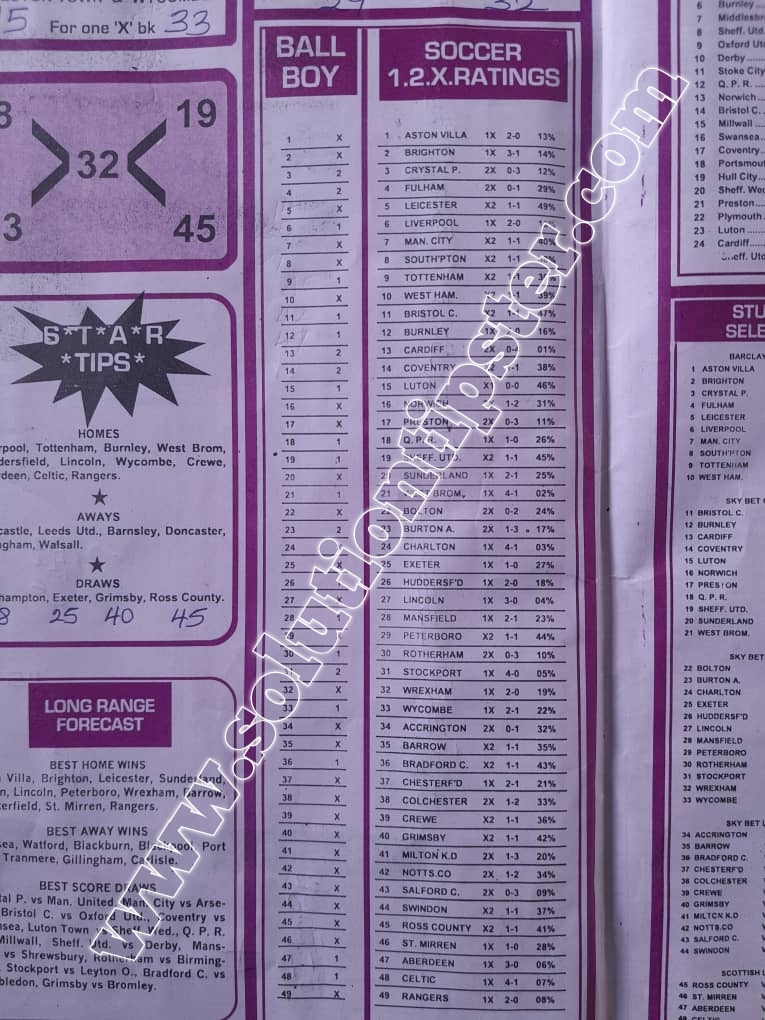 5 For one 'X' bk 33
32
19
32
3
45
S*T*A*R
*TIPS*
HOMES
rpool, Tottenham, Burnley, West Brom,
dersfield, Lincoln, Wycombe, Crewe,
rdeen, Celtic, Rangers.
AWAYS
castle, Leeds Utd., Barnsley, Doncaster,
ngham, Walsall.
DRAWS
hampton, Exeter, Grimsby, Ross County.
8 25 40 45
LONG RANGE
FORECAST
BEST HOME WINS
Villa, Brighton, Leicester, Sunderland,
n, Lincoln, Peterboro, Wrexham, Barrow,
terfield, St. Mirren, Rangers.
BEST AWAY WINS
sea, Watford, Blackburn, Blackpool, Port
Tranmere, Gillingham, Carlisle.
BEST SCORE DRAWS
tal P. vs Man. United, Man. City vs Arse-
Bristol C. vs Oxford Utd., Coventry vs
nsea, Luton Town Sheff. Wed., Q. P. R.
Millwall, Sheff. Utd. vs Derby, Mans-
vs Shrewsbury, Rotherham vs Birming-
Stockport vs Leyton O., Bradford C. vs
bledon, Grimsby vs Bromley.
BALL
BOY
1 X
2 X
3 2
4 2
5 X
6 1
7 X
8 X
9 1
10 X
11 1
12 1
13 2
14 2
15 1
16 X
17 X
18 1
19 1
20 X
21 1
22 X
23 2
24 X
25 X
26 X
27 X
28 1
29 1
30 1
31 2
32 X
33 1
34 X
35 X
36 1
37 X
38 X
39 X
40 X
41 X
42 X
43 X
44 X
45 X
46 X
47 1
48 1
49 X
SOCCER
1.2.X.RATINGS
1 ASTON VILLA 1X 2-0 13%
2 BRIGHTON 1X 3-1 14%
3 CRYSTAL P. 2X 0-3 12%
4 FULHAM 2X 0-1 29%
5 LEICESTER X2 1-1 49%
6 LIVERPOOL 1X 2-0
7 MAN. CITY X2 1-1 40%
8 SOUTH'PTON X2 1-1
9 TOTTENHAM X2
10 WEST HAM. 39%
11 BRISTOL C. X2 47%
12 BURNLEY 16%
13 CARDIFF 2X 01%
14 COVENTRY 38%
15 LUTON X1 0-0 46%
16 NORWICH 1-2 31%
17 PRESTON 2X 0-3 11%
18 Q. P. R. 1X 1-0 26%
19 SHEFF. UTD. X2 1-1 45%
20 SUNDERLAND 1X 2-1 25%
21 BROM. 1X 4-1 02%
22 BOLTON 2X 0-2 24%
23 BURTON A. 2X 1-3 17%
24 CHARLTON 1X 4-1 03%
25 EXETER 1X 1-0 27%
26 HUDDERSF'D 1X 2-0 18%
27 LINCOLN 1X 3-0 04%
28 MANSFIELD 1X 2-1 23%
29 PETERBORO X2 1-1 44%
30 ROTHERHAM 2X 0-3 10%
31 STOCKPORT 1X 4-0 05%
32 WREXHAM 1X 2-0 19%
33 WYCOMBE 1X 2-1 22%
34 ACCRINGTON 2X 0-1 32%
35 BARROW X2 1-1 35%
36 BRADFORD C. X2 1-1 43%
37 CHESTERF'D 1X 2-1 21%
38 COLCHESTER 2X 1-2 33%
39 CREWE X2 1-1 36%
40 GRIMSBY X2 1-1 42%
41 MILTON K.D 2X 1-3 20%
42 NOTTS.CO 2X 1-2 34%
43 SALFORD C. 2X 0-3 09%
44 SWINDON X2 1-1 37%
45 ROSS COUNTY X2 1-1 41%
46 ST. MIRREN 1X 1-0 28%
47 ABERDEEN 1X 3-0 06%
48 CELTIC 1X 4-1 07%
49 RANGERS 1X 2-0 08%
6 Burnley
7 Middlesbr
8 Sheff. Utd
9 Oxford Ut
10 Derby
11 Stoke City
12 Q. P. R.
13 Norwich
14 Bristol C.
15 Millwall
16 Swansea
17 Coventry
18 Portsmou
19 Hull City
20 Sheff. Wed
21 Preston
22 Plymouth
23 Luton
24 Cardiff
STU
SELE
BARCLAY
1 ASTON VILLA
2 BRIGHTON
3 CRYSTAL P.
4 FULHAM
5 LEICESTER
6 LIVERPOOL
7 MAN. CITY
8 SOUTH'PTON
9 TOTTENHAM
10 WEST HAM.
SKY BET
11 BRISTOL C.
12 BURNLEY
13 CARDIFF
14 COVENTRY
15 LUTON
16 NORWICH
17 PRESTON
18 Q. P. R.
19 SHEFF. UTD.
20 SUNDERLAND
21 WEST BROM.
SKY BET
22 BOLTON
23 BURTON A.
24 CHARLTON
25 EXETER
26 HUDDERSF'D
27 LINCOLN
28 MANSFIELD
29 PETERBORO
30 ROTHERHAM
31 STOCKPORT
32 WREXHAM
33 WYCOMBE
SKY BET L
34 ACCRINGTON
35 BARROW
36 BRADFORD C.
37 CHESTERF'D
38 COLCHESTER
39 CREWE
40 GRIMSBY
41 MILTON K.D
42 NOTTS.CO
43 SALFORD C.
44 SWINDON
SCOTTISH L
45 ROSS COUNTY
46 ST. MIRREN
47 ABERDEEN
48 CELTIC
www.solutiontipster.com